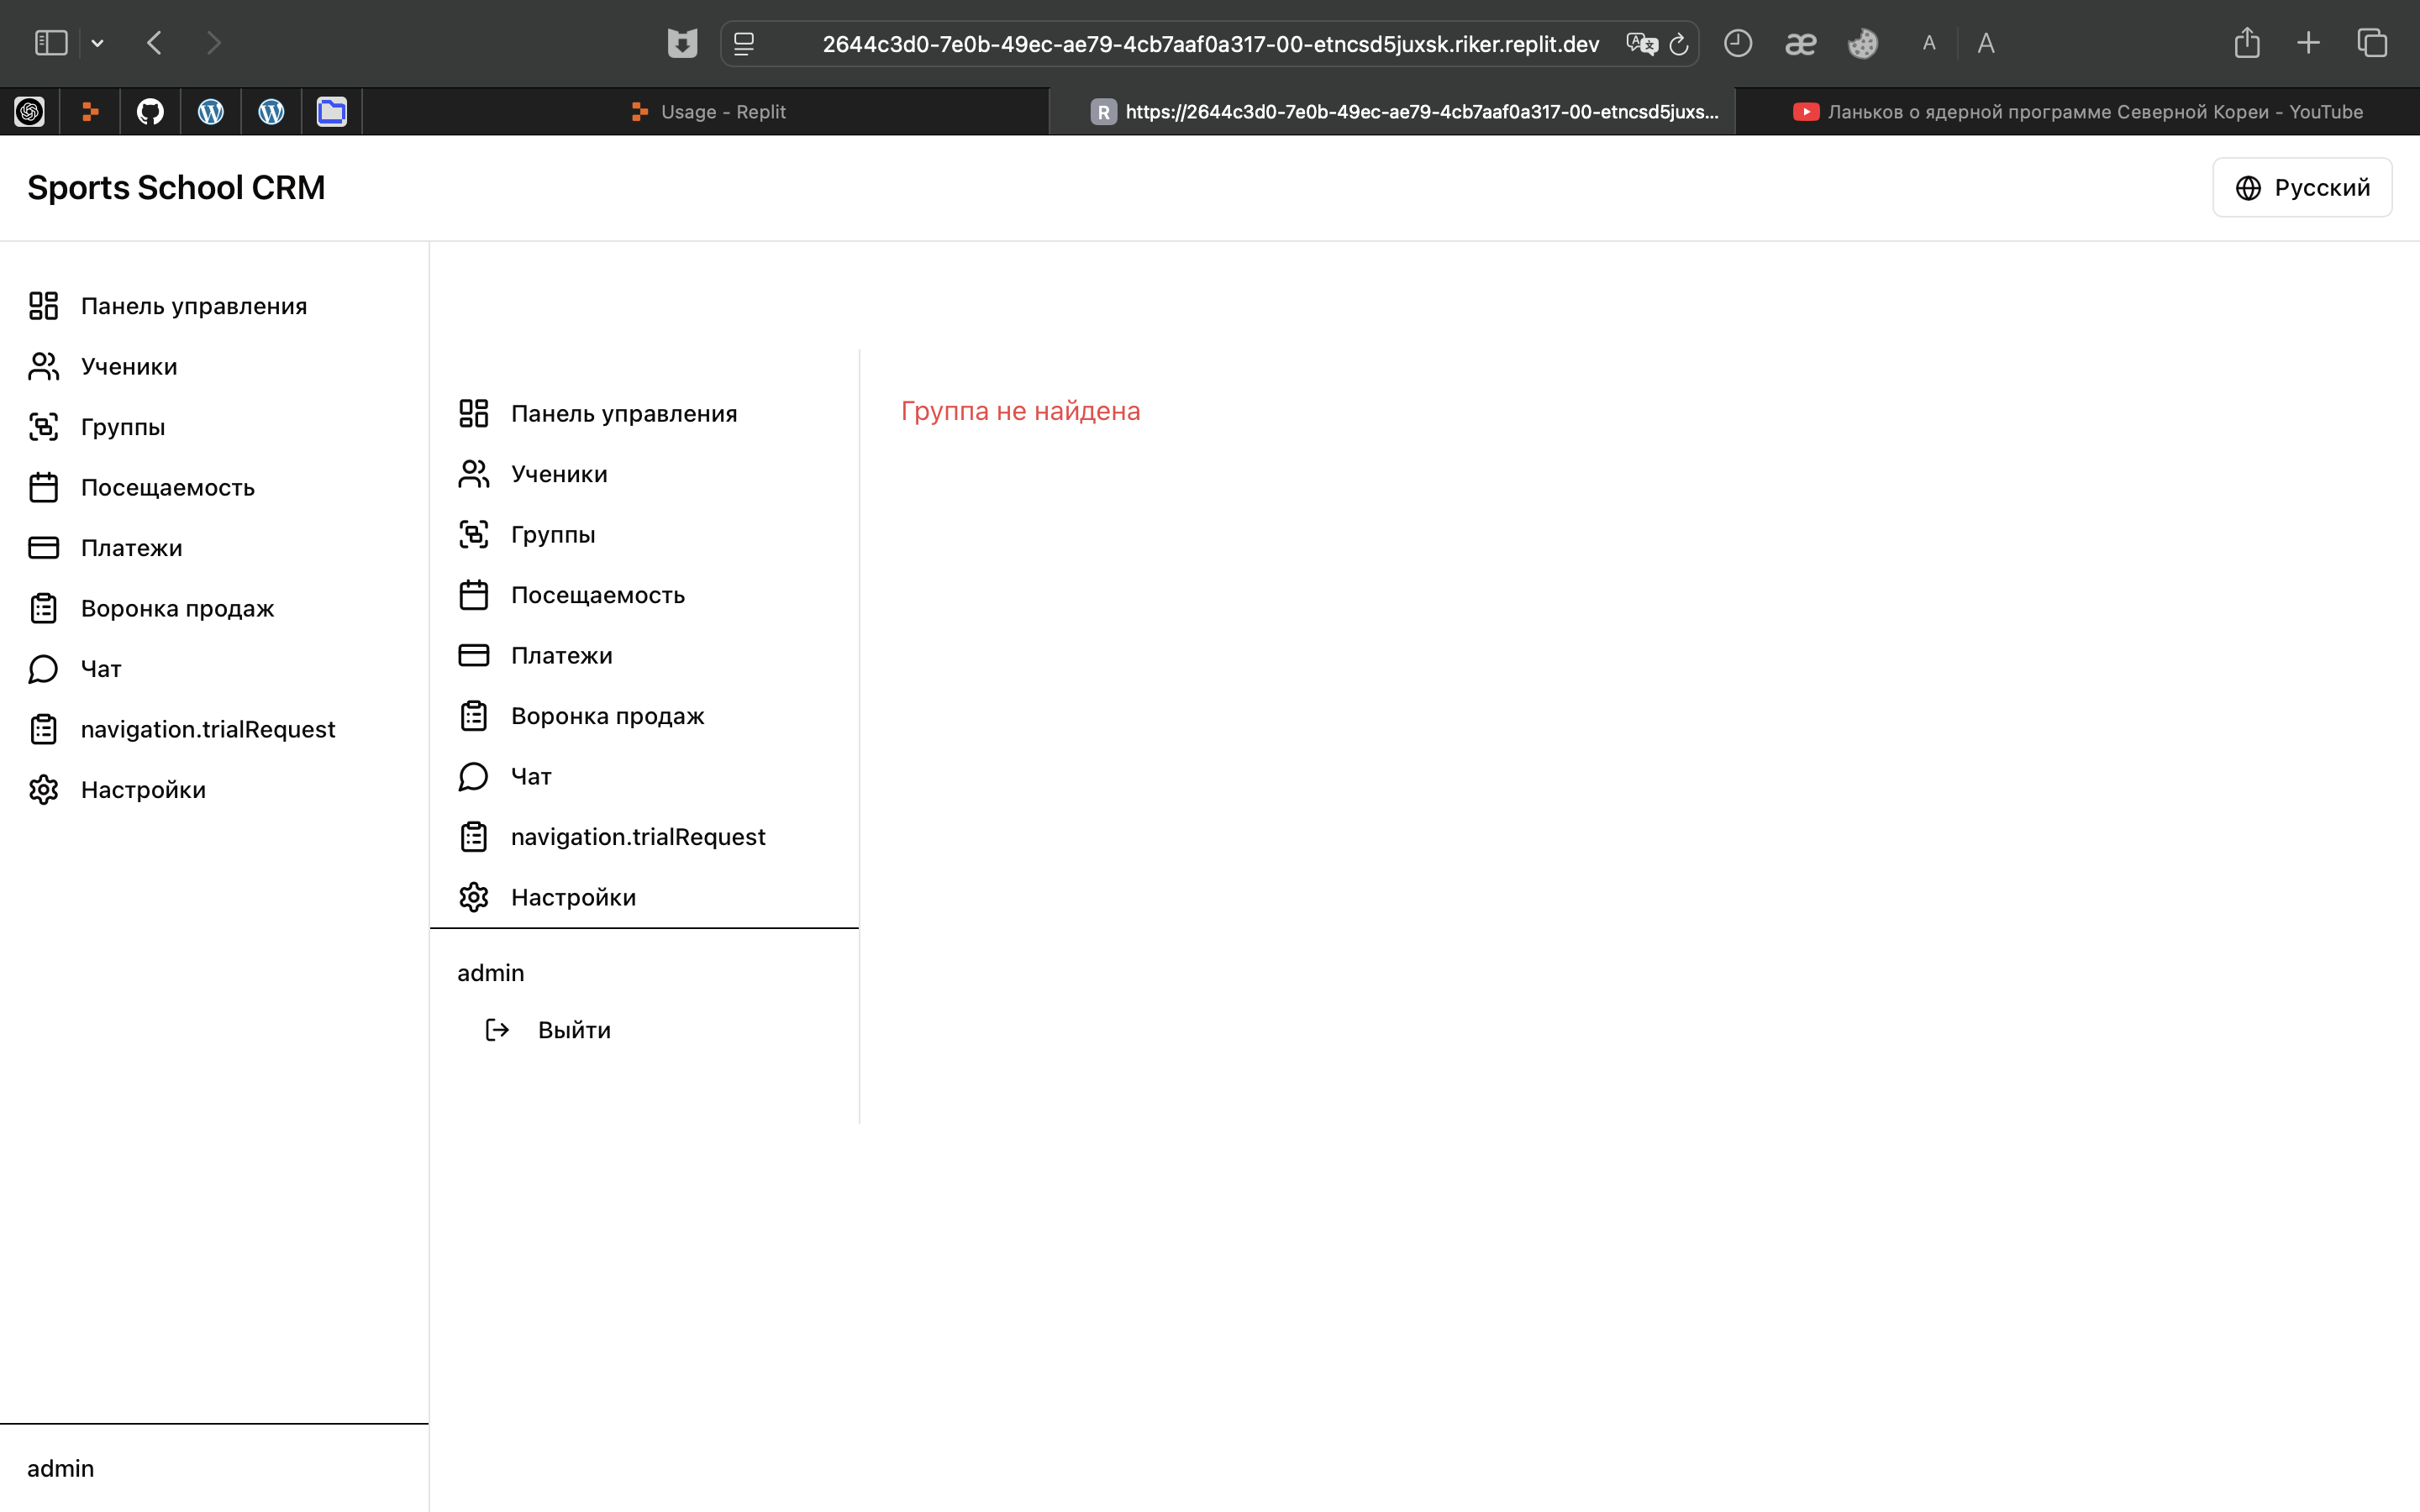 2644c3d0-7e0b-49ec-ae79-4cb7aaf0a317-00-etncsd5juxsk.riker.replit.dev
A
A
Usage - Replit
R https://2644c3d0-7e0b-49ec-ae79-4cb7aaf0a317-00-etncsd5juxs...
Ланьков о ядерной программе Северной Кореи - YouTube
Sports School CRM
Русский
Панель управления
Ученики
Группы
Посещаемость
Платежи
Воронка продаж
Чат
navigation.trialRequest
Настройки
admin
Панель управления
Ученики
Группы
Посещаемость
Платежи
Воронка продаж
Чат
navigation.trialRequest
Настройки
admin
Выйти
Группа не найдена